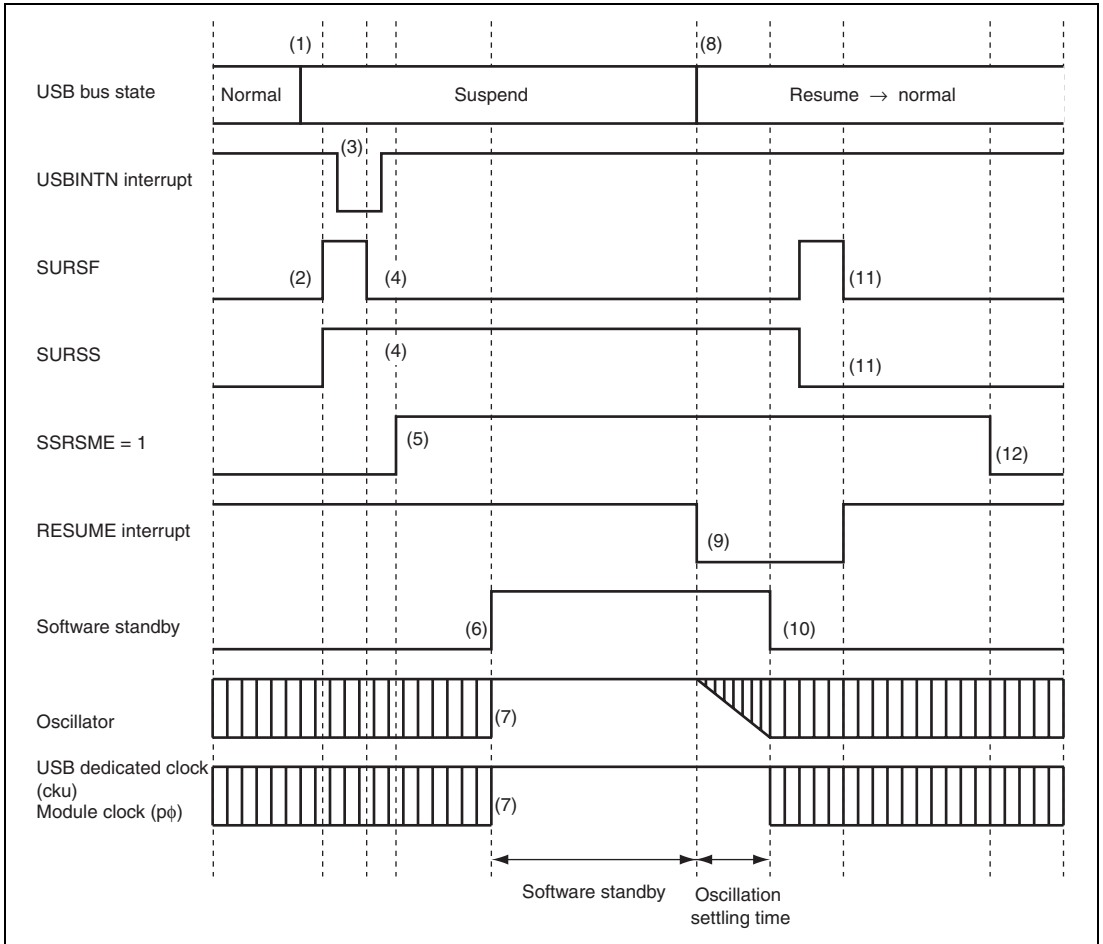 (1)
(8)
USB bus state
Normal
Suspend
Resume → normal
(3)
USBINTN interrupt
SURSF
(2)
(4)
(11)
SURSS
(4)
(11)
SSRSME = 1
(5)
(12)
RESUME interrupt
(9)
Software standby
(6)
(10)
Oscillator
(7)
USB dedicated clock
(cku)
Module clock (pϕ)
(7)
Software standby
Oscillation
settling time